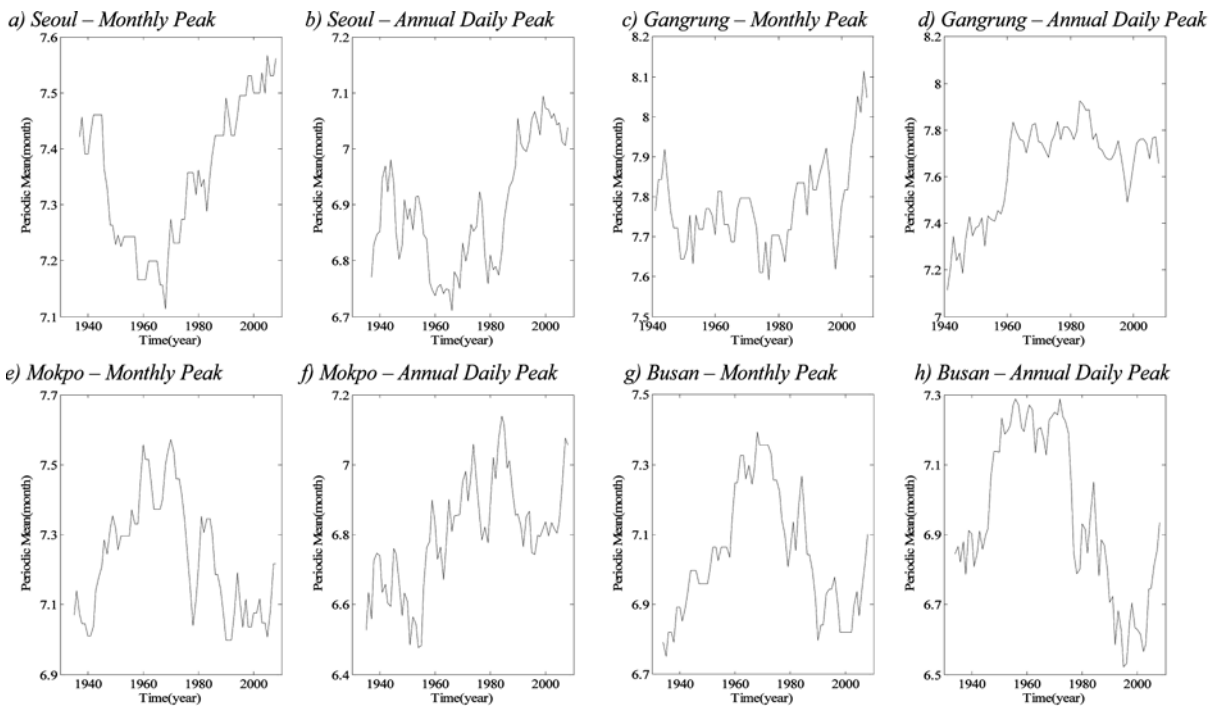 a) Seoul – Monthly Peak
Periodic Mean(month)
7.6
7.5
7.4
7.3
7.2
7.1
1940 1960 1980 2000
Time(year)
b) Seoul – Annual Daily Peak
Periodic Mean(month)
7.2
7.1
7
6.9
6.8
6.7
1940 1960 1980 2000
Time(year)
c) Gangrung – Monthly Peak
Periodic Mean(month)
8.2
8.1
8
7.9
7.8
7.7
7.6
7.5
1940 1960 1980 2000
Time(year)
d) Gangrung – Annual Daily Peak
Periodic Mean(month)
8.2
8
7.8
7.6
7.4
7.2
7
1940 1960 1980 2000
Time(year)
e) Mokpo – Monthly Peak
Periodic Mean(month)
7.7
7.5
7.3
7.1
6.9
1940 1960 1980 2000
Time(year)
f) Mokpo – Annual Daily Peak
Periodic Mean(month)
7.2
7
6.8
6.6
6.4
1940 1960 1980 2000
Time(year)
g) Busan – Monthly Peak
Periodic Mean(month)
7.5
7.3
7.1
6.9
6.7
1940 1960 1980 2000
Time(year)
h) Busan – Annual Daily Peak
Periodic Mean(month)
7.3
7.1
6.9
6.7
6.5
1940 1960 1980 2000
Time(year)